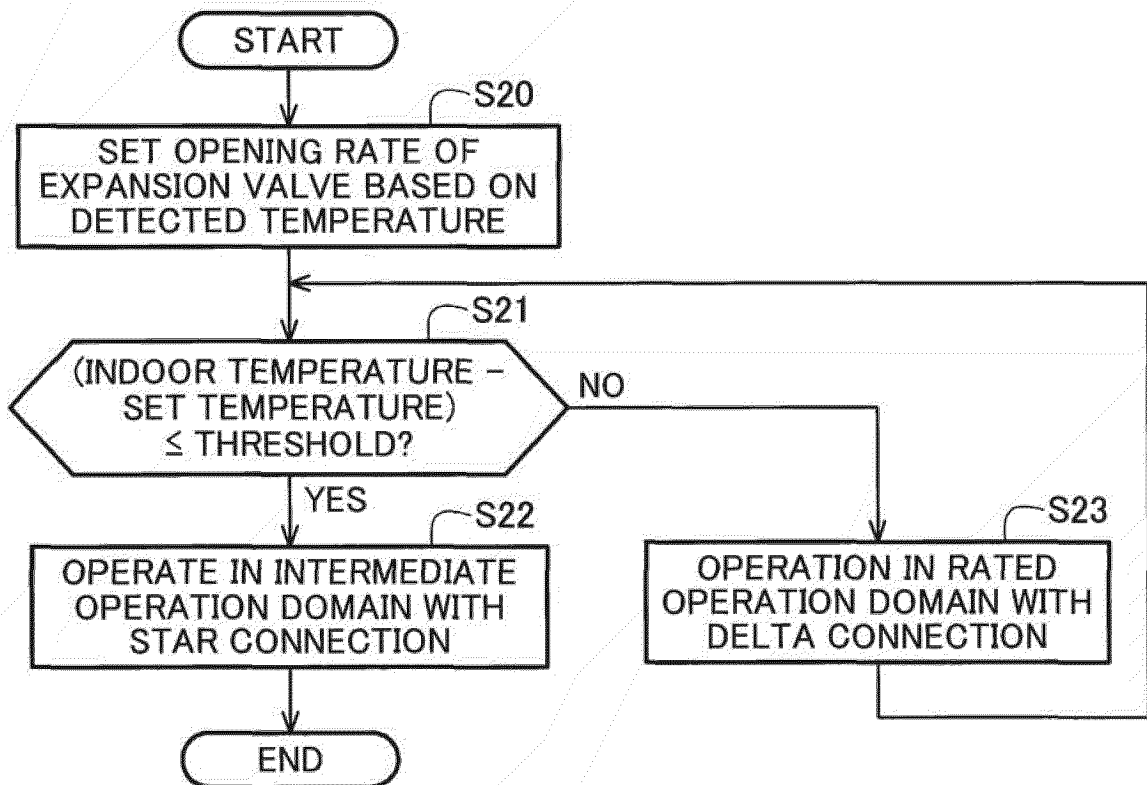 START
S20
SET OPENING RATE OF
EXPANSION VALVE BASED ON
DETECTED TEMPERATURE
S21
(INDOOR TEMPERATURE –
SET TEMPERATURE)
≤ THRESHOLD?
NO
YES
S22
OPERATE IN INTERMEDIATE
OPERATION DOMAIN WITH
STAR CONNECTION
S23
OPERATION IN RATED
OPERATION DOMAIN WITH
DELTA CONNECTION
END